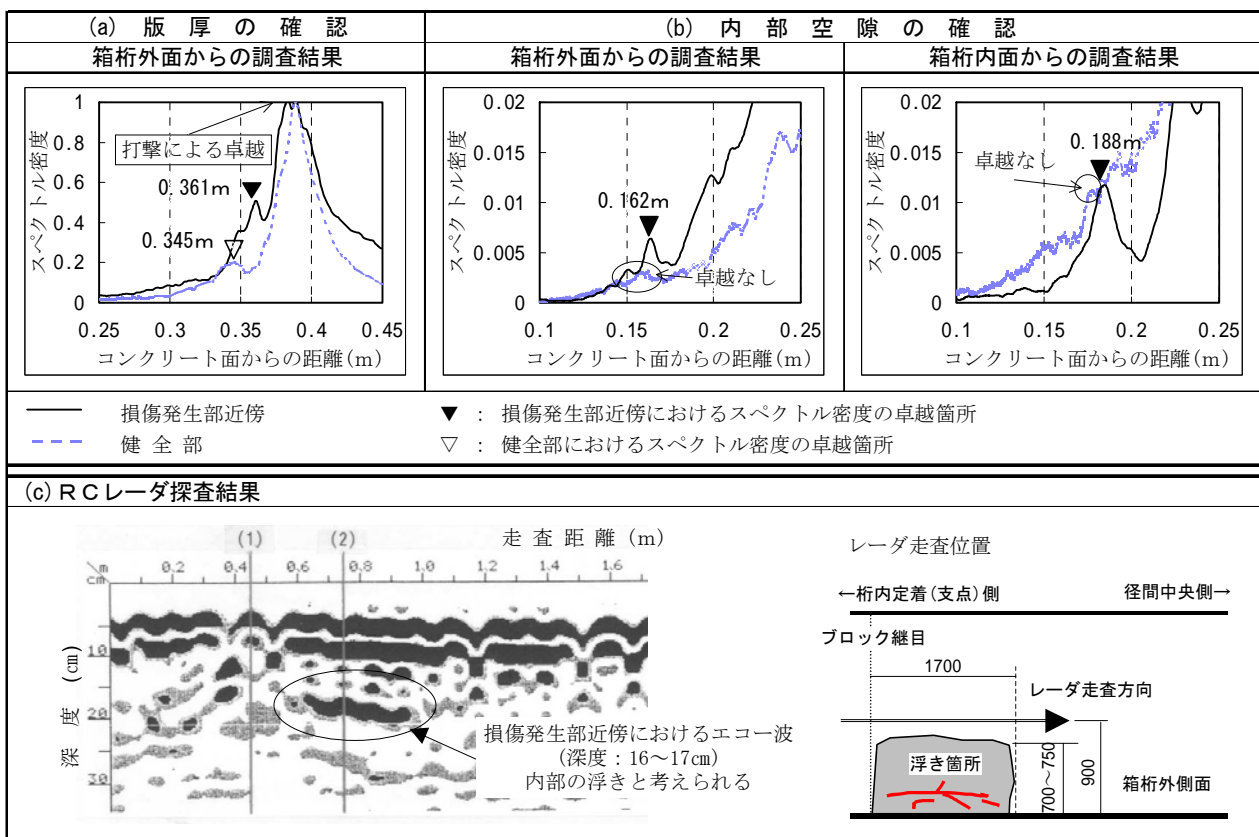 (a) 版厚の確認
(b) 内部空隙の確認
箱桁外面からの調査結果
箱桁外面からの調査結果
箱桁内面からの調査結果
スペクトル密度
1
0.8
0.6
0.4
0.2
0
打撃による卓越
0.361m
0.345m
0.25 0.3 0.35 0.4 0.45
コンクリート面からの距離(m)
スペクトル密度
0.02
0.015
0.01
0.005
0
0.162m
卓越なし
0.1 0.15 0.2 0.25
コンクリート面からの距離(m)
スペクトル密度
0.02
0.015
0.01
0.005
0
0.188m
卓越なし
0.1 0.15 0.2 0.25
コンクリート面からの距離(m)
損傷発生部近傍
▼ : 損傷発生部近傍におけるスペクトル密度の卓越箇所
健全部
▽ : 健全部におけるスペクトル密度の卓越箇所
(c) RCレーダ探査結果
走査距離(m)
(1) (2)
/m
cm
0.2 0.4 0.6 0.8 1.0 1.2 1.4 1.6
深度(cm)
10
20
30
損傷発生部近傍におけるエコー波
(深度:16~17cm)
内部の浮きと考えられる
レーダ走査位置
←桁内定着(支点)側
径間中央側→
ブロック継目
1700
レーダ走査方向
浮き箇所
700~750
900
箱桁外側面